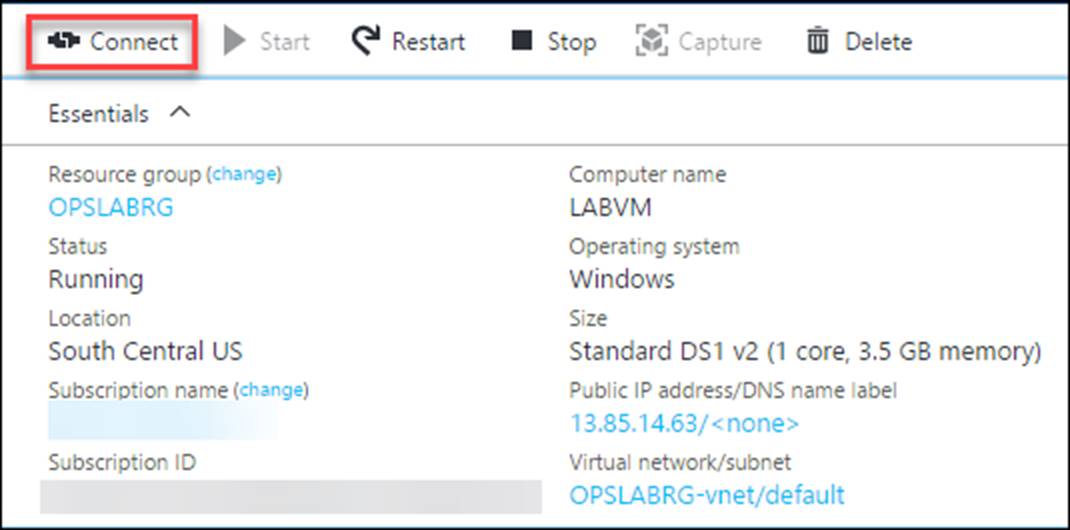 Connect Start Restart Stop Capture Delete
Essentials
Resource group (change) Computer name
OPSLABRG LABVM
Status Operating system
Running Windows
Location Size
South Central US Standard DS1 v2 (1 core, 3.5 GB memory)
Subscription name (change) Public IP address/DNS name label
13.85.14.63/<none>
Subscription ID Virtual network/subnet
OPSLABRG-vnet/default